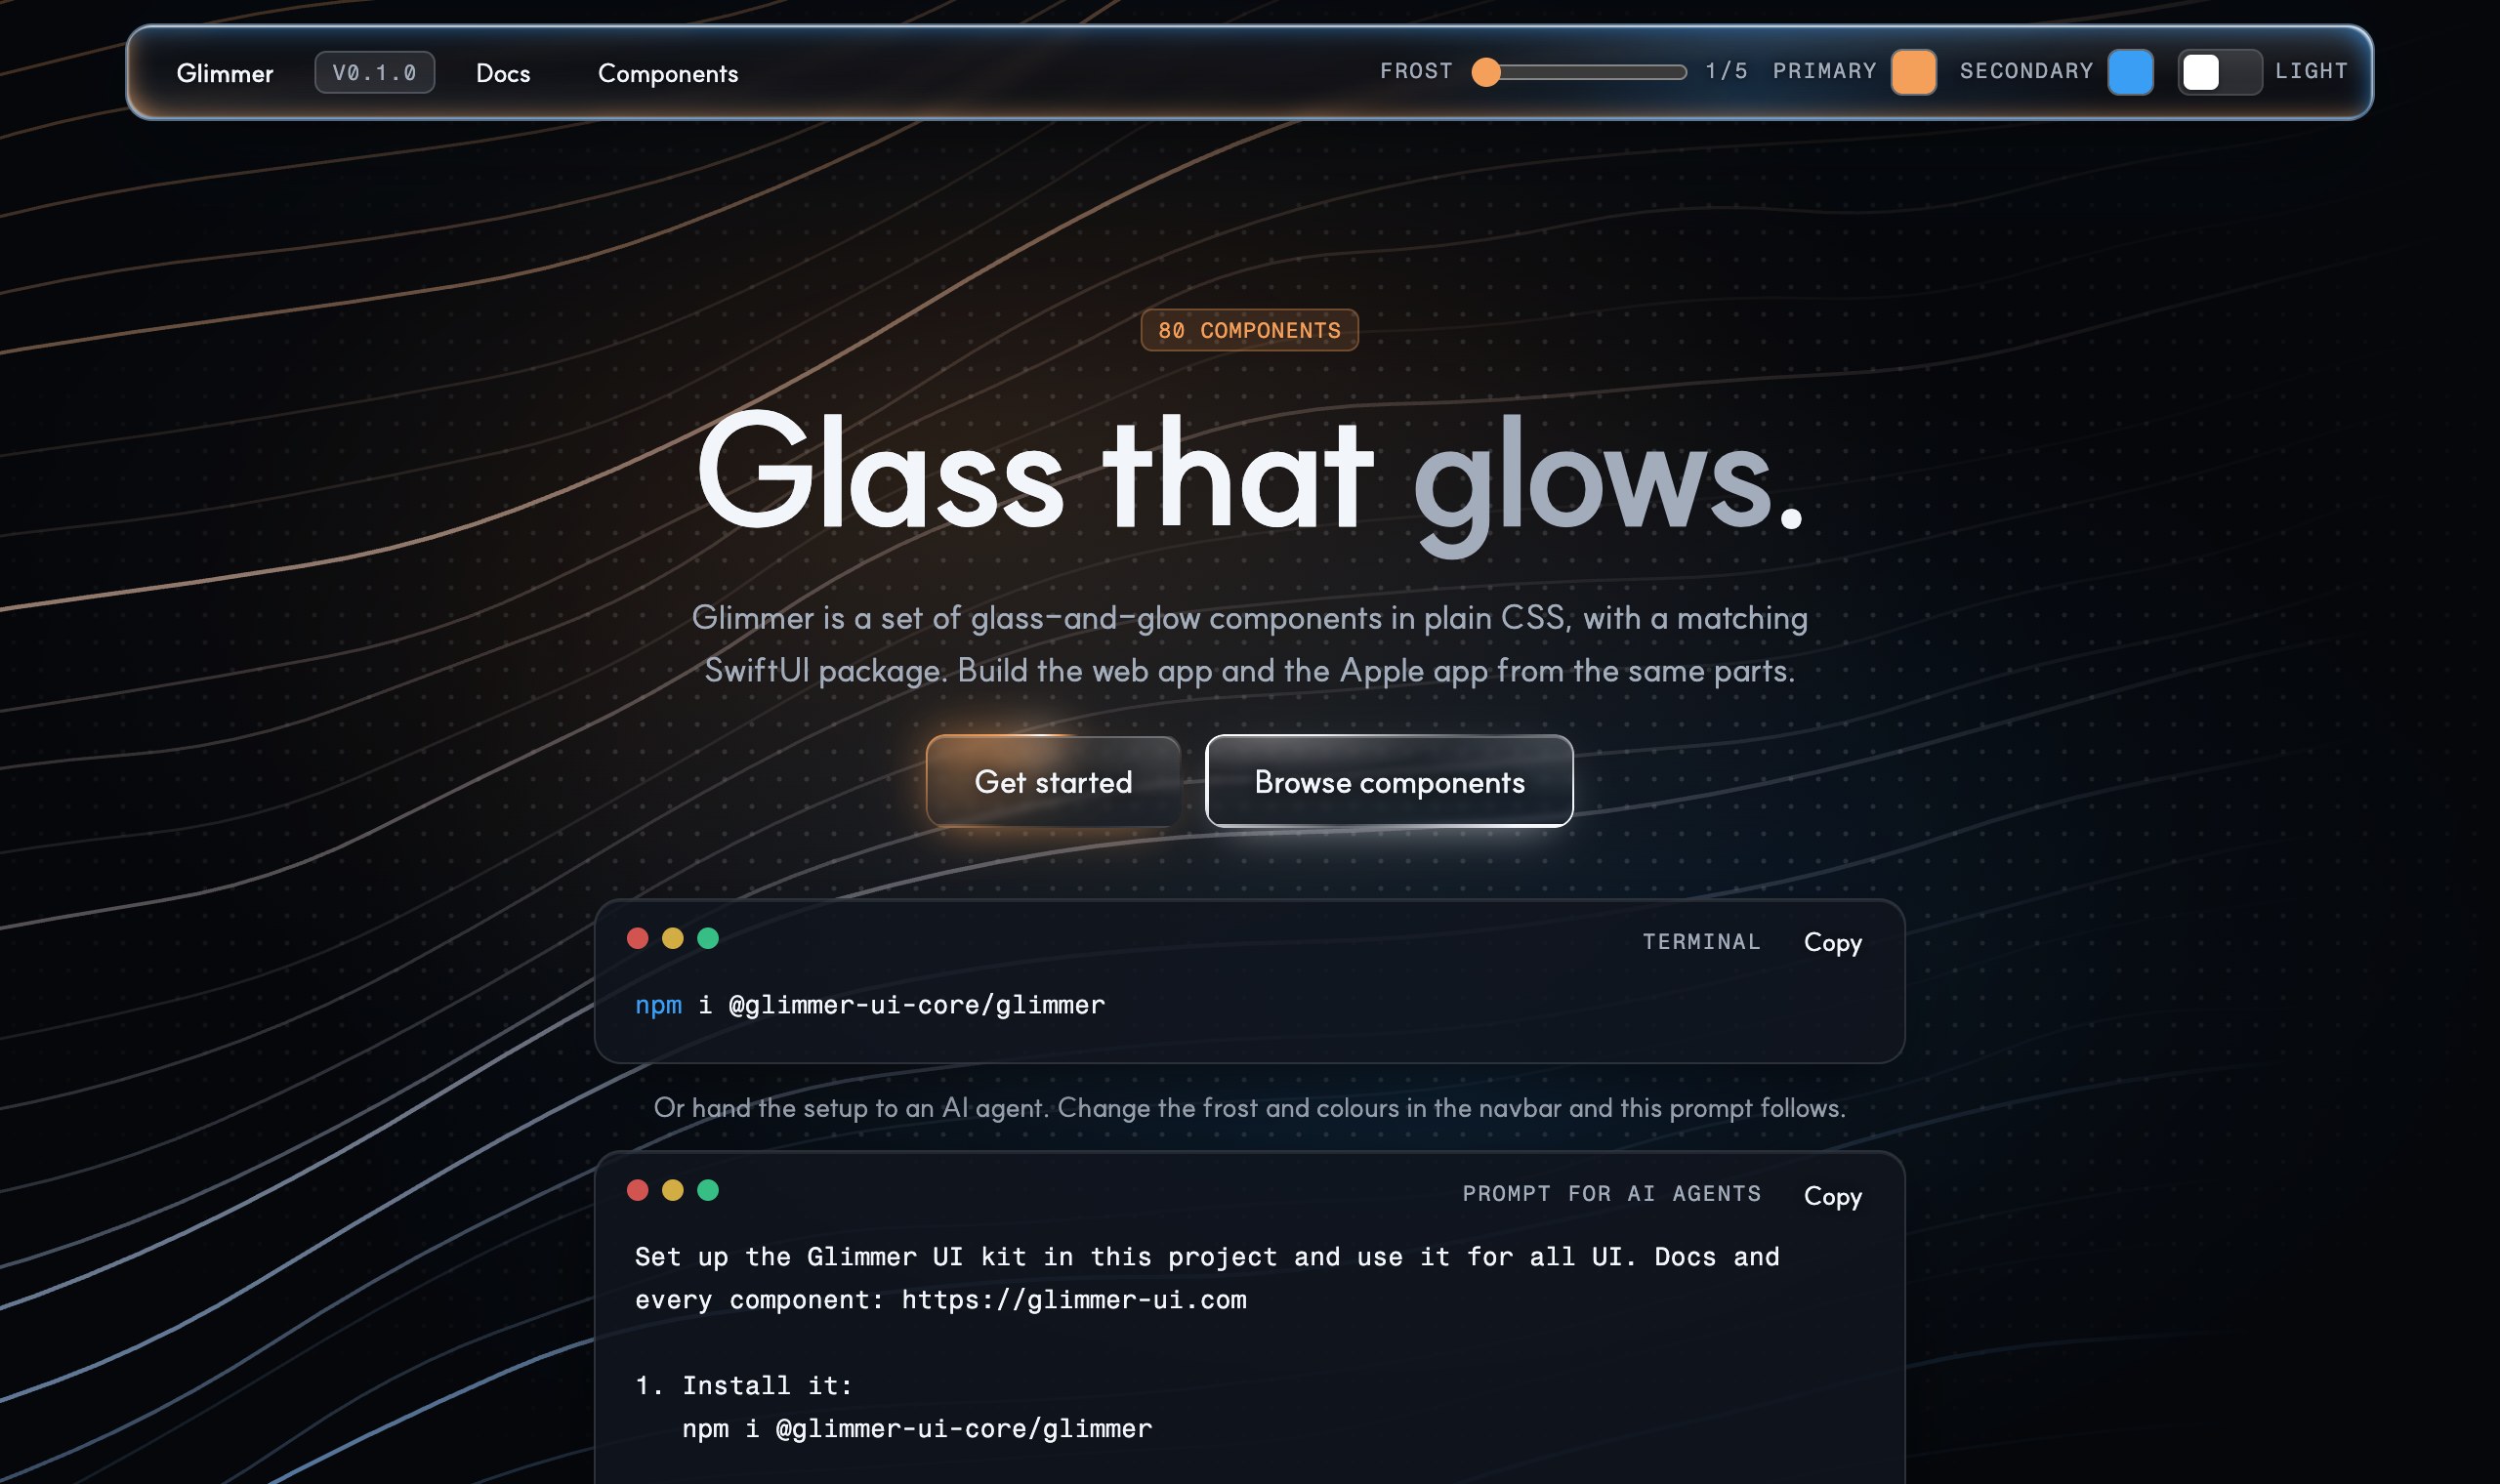 Glimmer V0.1.0 Docs Components FROST 1/5 PRIMARY SECONDARY LIGHT
80 COMPONENTS
Glass that glows.
Glimmer is a set of glass-and-glow components in plain CSS, with a matching
SwiftUI package. Build the web app and the Apple app from the same parts.
Get started Browse components
TERMINAL Copy
npm i @glimmer-ui-core/glimmer
Or hand the setup to an AI agent. Change the frost and colours in the navbar and this prompt follows.
PROMPT FOR AI AGENTS Copy
Set up the Glimmer UI kit in this project and use it for all UI. Docs and
every component: https://glimmer-ui.com
1. Install it:
npm i @glimmer-ui-core/glimmer